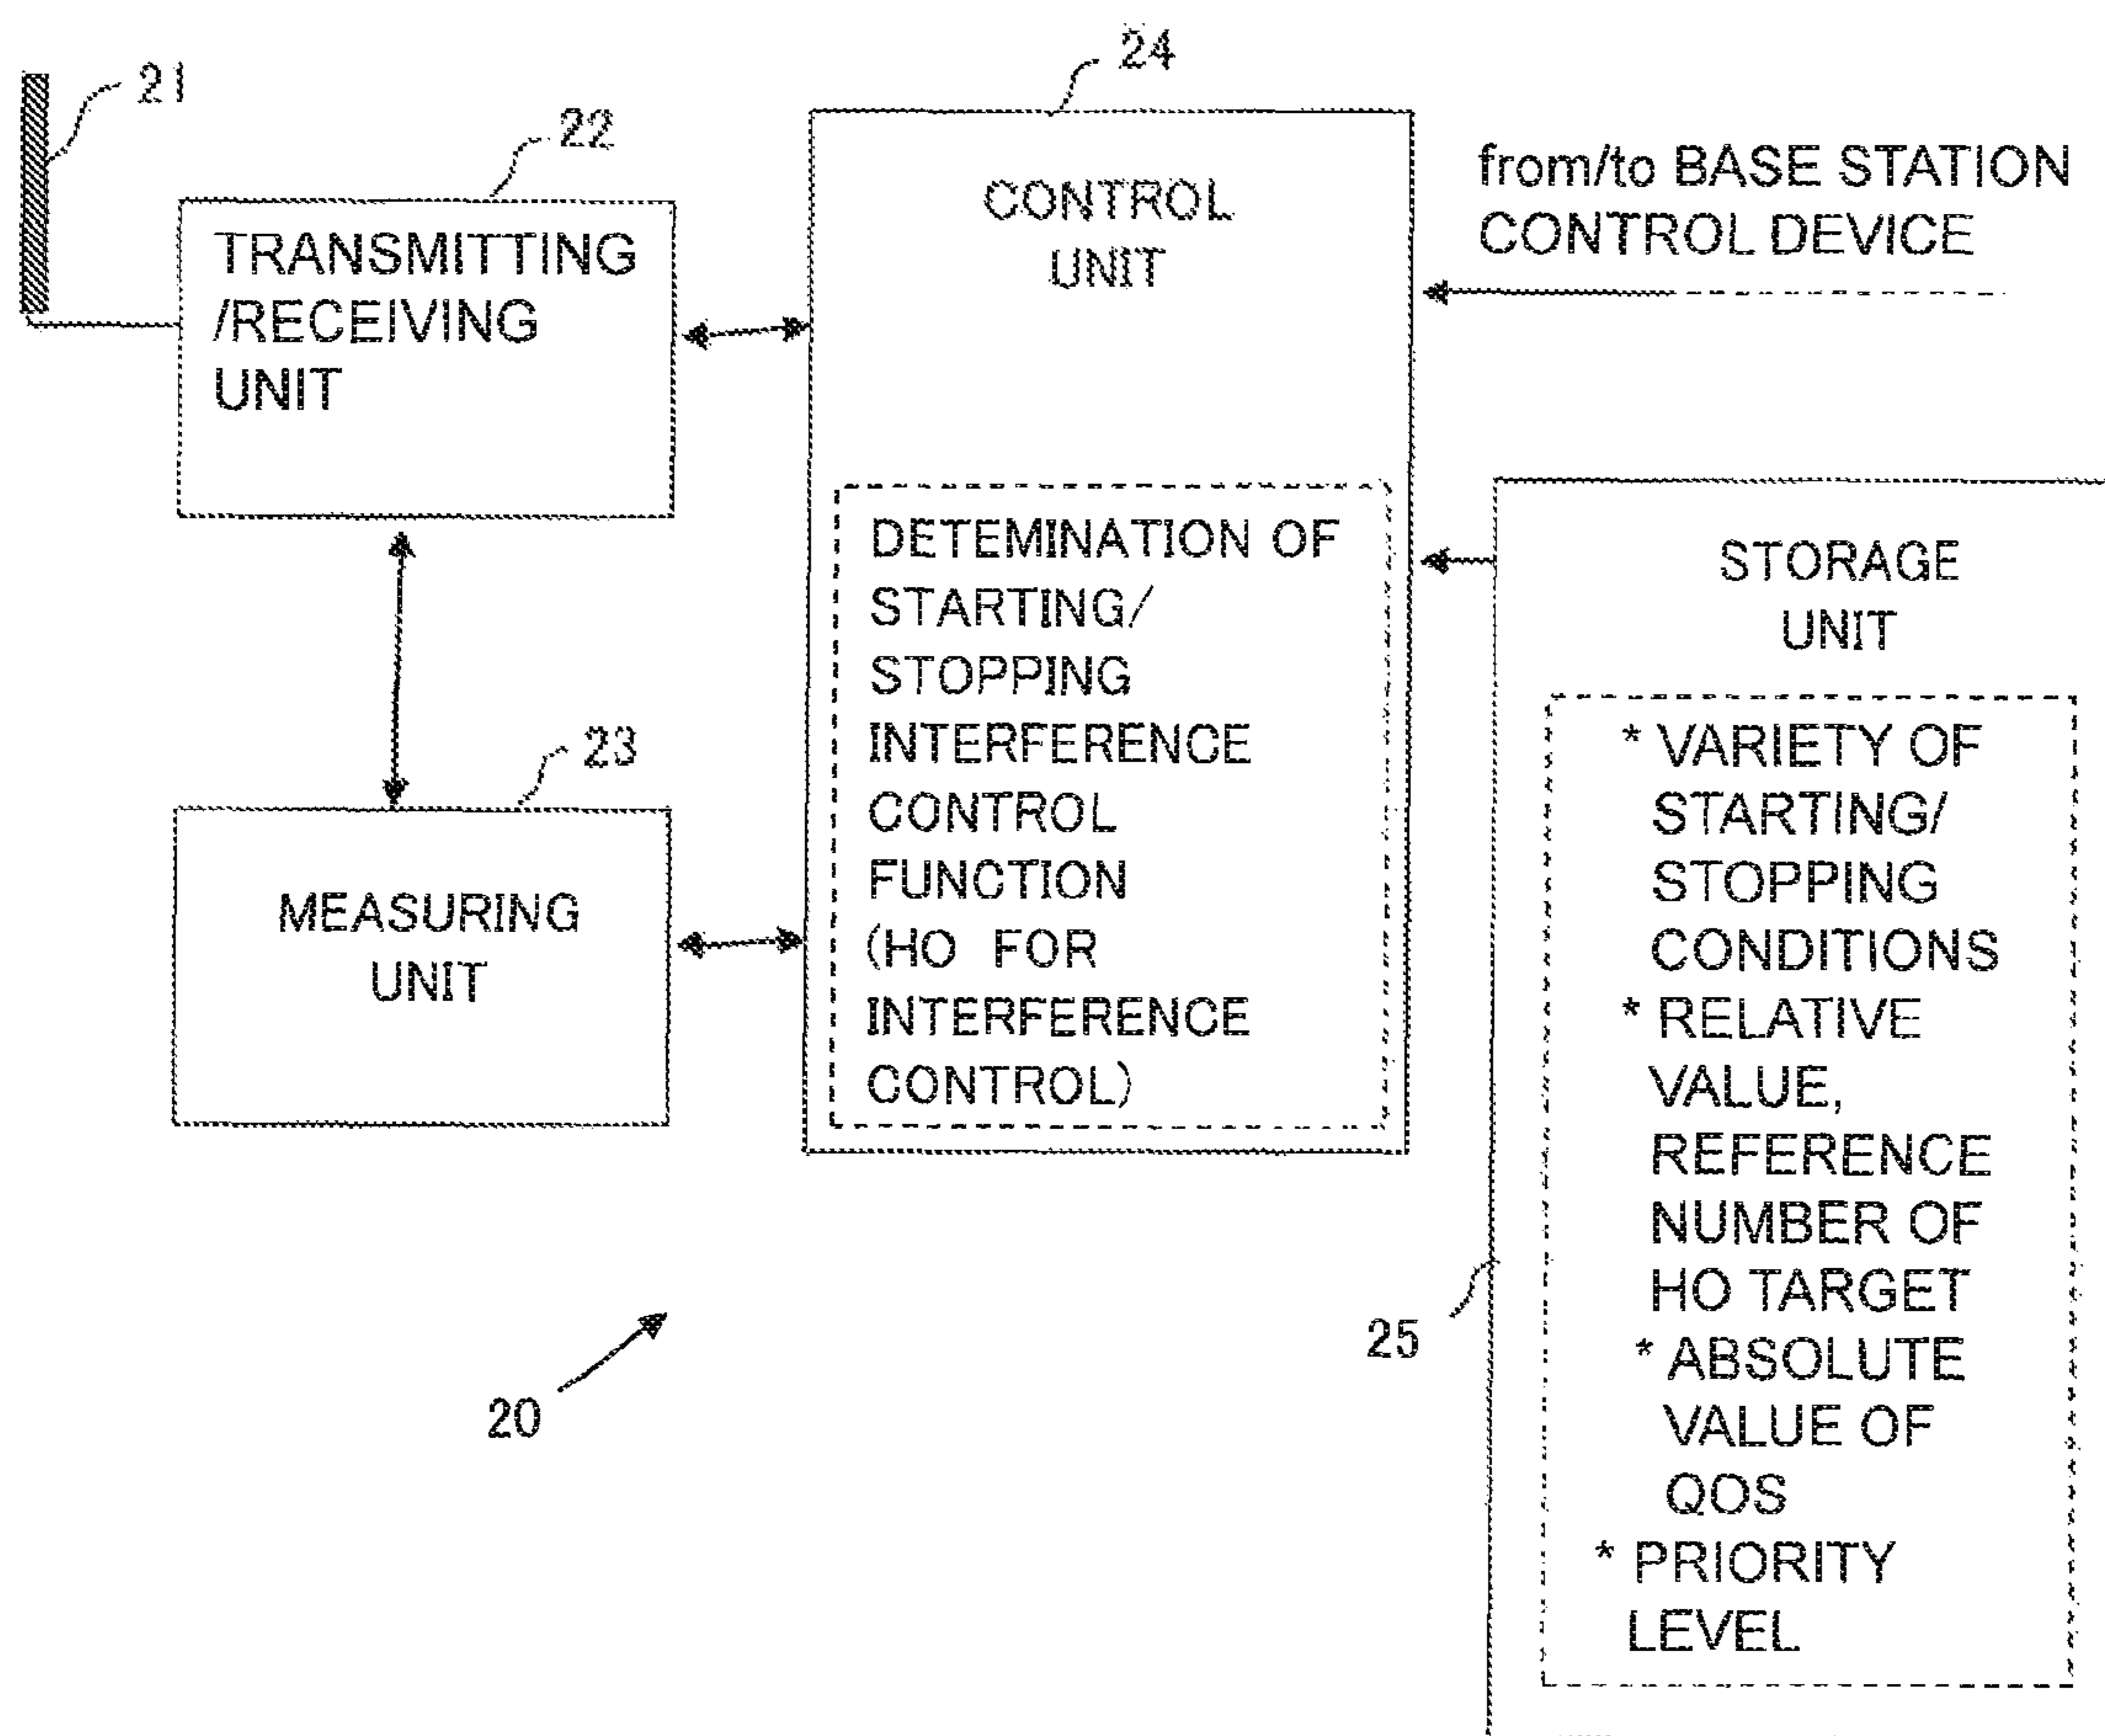 21
22
TRANSMITTING
/RECEIVING
UNIT
23
MEASURING
UNIT
24
CONTROL
UNIT
DETEMINATION OF
STARTING/
STOPPING
INTERFERENCE
CONTROL
FUNCTION
(HO FOR
INTERFERENCE
CONTROL)
from/to BASE STATION
CONTROL DEVICE
STORAGE
UNIT
* VARIETY OF
STARTING/
STOPPING
CONDITIONS
* RELATIVE
VALUE,
REFERENCE
NUMBER OF
HO TARGET
* ABSOLUTE
VALUE OF
QOS
* PRIORITY
LEVEL
25
20